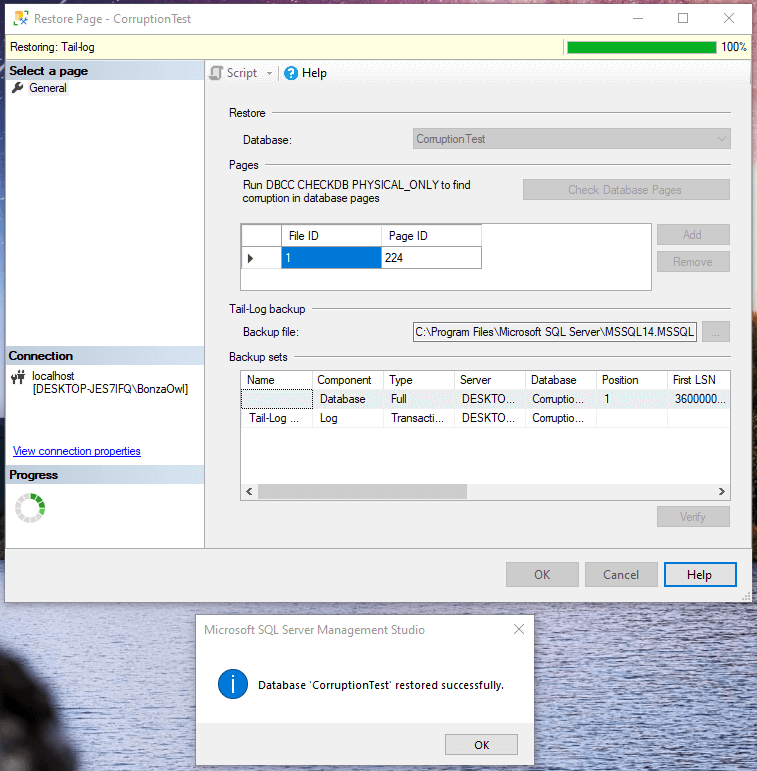 Restore Page - CorruptionTest
Restoring: Tail-log
100%
Select a page
General
Script
Help
Restore
Database:
CorruptionTest
Pages
Run DBCC CHECKDB PHYSICAL_ONLY to find
corruption in database pages
Check Database Pages
File ID Page ID
1 224
Add
Remove
Tail-Log backup
Backup file:
C:\Program Files\Microsoft SQL Server\MSSQL14.MSSQL
...
Backup sets
Name Component Type Server Database Position First LSN
Database Full DESKTO... Corruptio... 1 3600000...
Tail-Log ... Log Transacti... DESKTO... Corruptio...
Verify
Connection
localhost
[DESKTOP-JES7IFQ\BonzaOwl]
View connection properties
Progress
OK
Cancel
Help
Microsoft SQL Server Management Studio
Database 'CorruptionTest' restored successfully.
OK